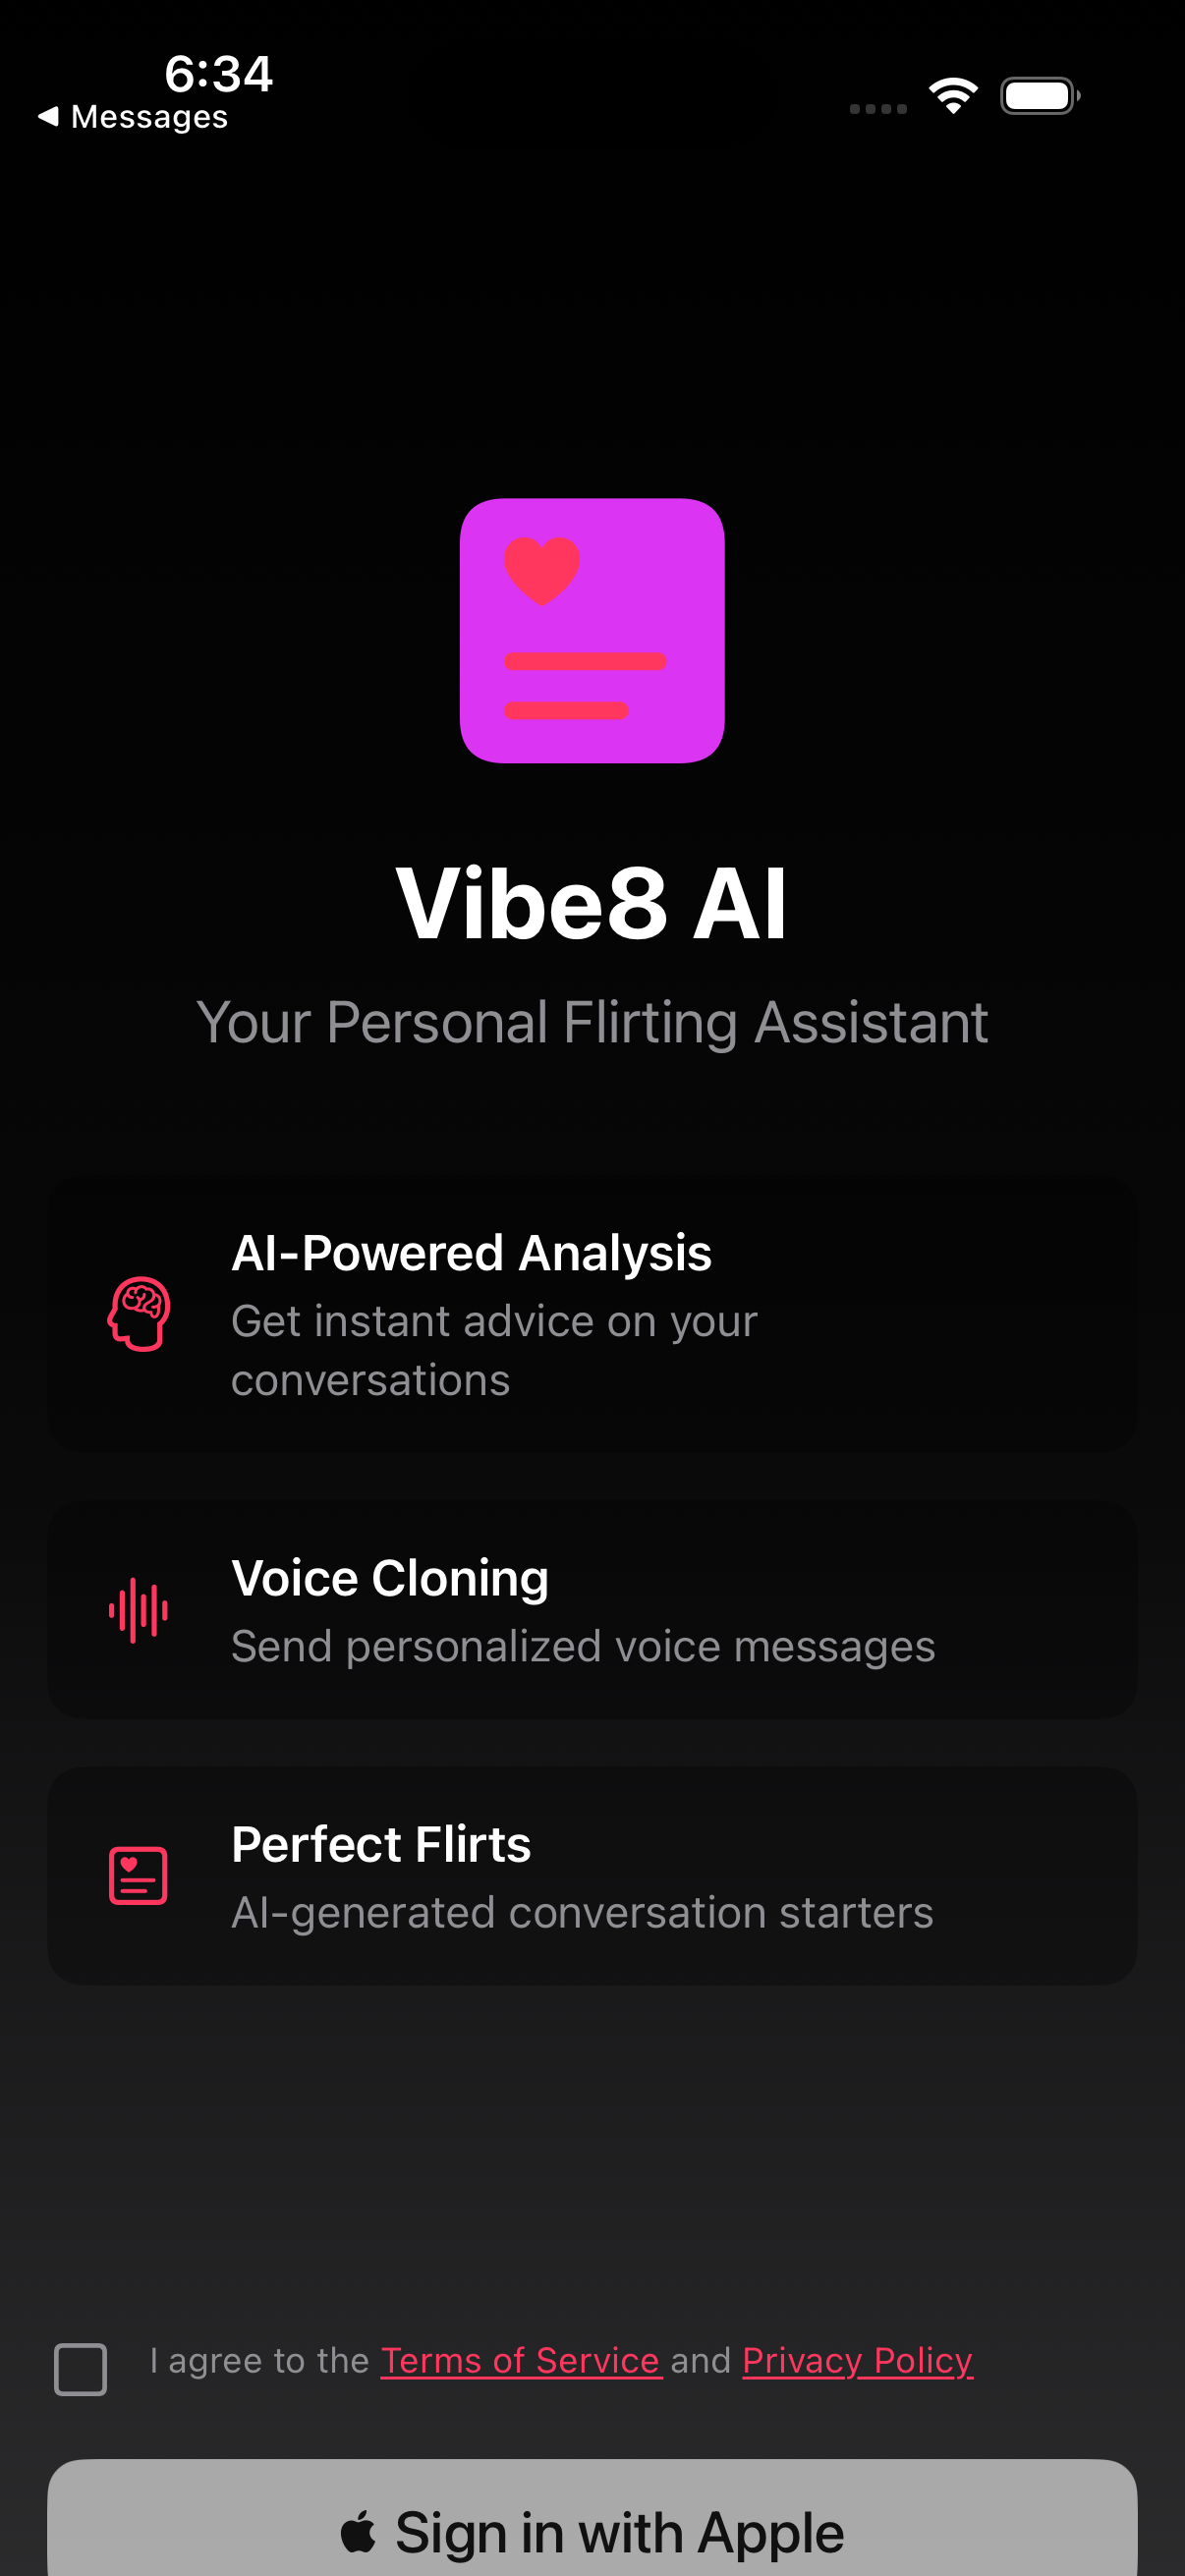 6:34
◀ Messages
Vibe8 AI
Your Personal Flirting Assistant
AI-Powered Analysis
Get instant advice on your
conversations
Voice Cloning
Send personalized voice messages
Perfect Flirts
AI-generated conversation starters
I agree to the Terms of Service and Privacy Policy
Sign in with Apple